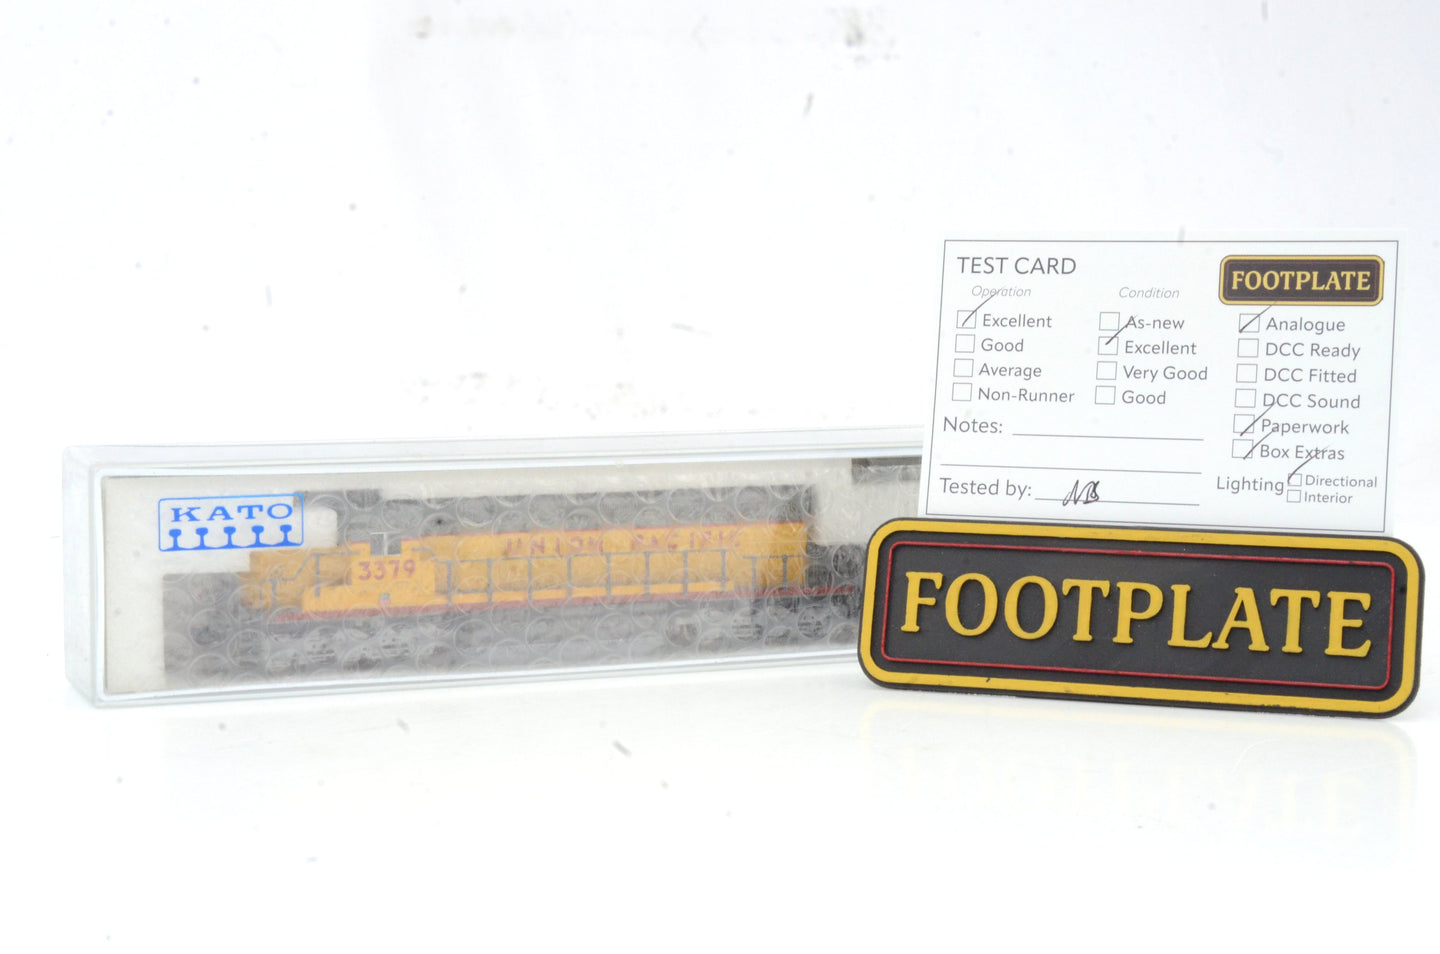 KATO
3379
UNION PACIFIC
TEST CARD
FOOTPLATE
Operation
Excellent
Good
Average
Non-Runner
Condition
As-new
Excellent
Very Good
Good
Analogue
DCC Ready
DCC Fitted
DCC Sound
Paperwork
Box Extras
Lighting
Directional
Interior
Notes:
Tested by:
FOOTPLATE